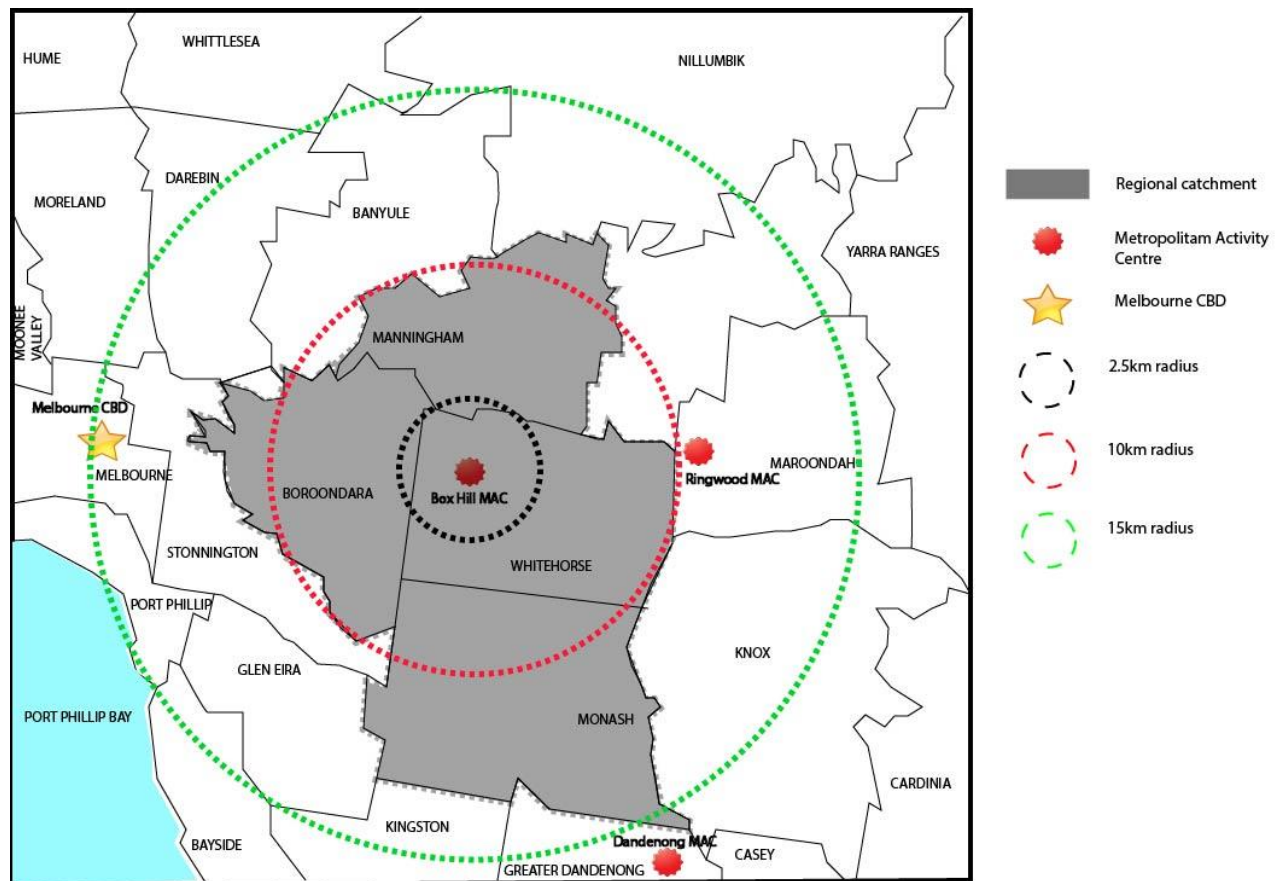 WHITTLESEA
HUME
NILLUMBIK
DAREBIN
MORELAND
BANYULE
YARRA RANGES
MOONEE
VALLEY
MANNINGHAM
Melbourne CBD
MELBOURNE
BOROONDARA
Box Hill MAC
Ringwood MAC
MAROONDAH
STONNINGTON
WHITEHORSE
PORT PHILLIP
GLEN EIRA
KNOX
PORT PHILLIP BAY
MONASH
CARDINIA
KINGSTON
BAYSIDE
Dandenong MAC
CASEY
GREATER DANDENONG
Regional catchment
Metropolitam Activity
Centre
Melbourne CBD
2.5km radius
10km radius
15km radius